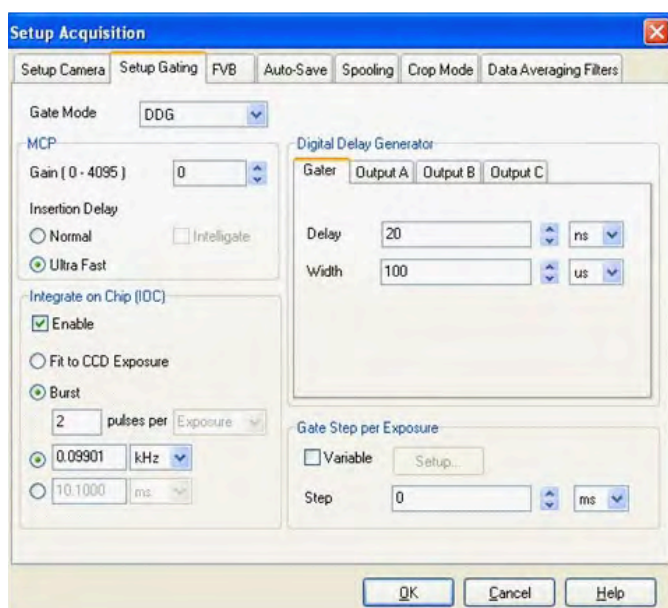 Setup Acquisition
Setup Camera Setup Gating FVB Auto-Save Spooling Crop Mode Data Averaging Filters
Gate Mode DDG
MCP
Gain ( 0 - 4095 ) 0
Insertion Delay
Normal Intelligate
Ultra Fast
Integrate on Chip (IOC)
Enable
Fit to CCD Exposure
Burst
2 pulses per Exposure
0.09901 kHz
10.1000 ms
Digital Delay Generator
Gater Output A Output B Output C
Delay 20 ns
Width 100 us
Gate Step per Exposure
Variable Setup...
Step 0 ms
OK Cancel Help